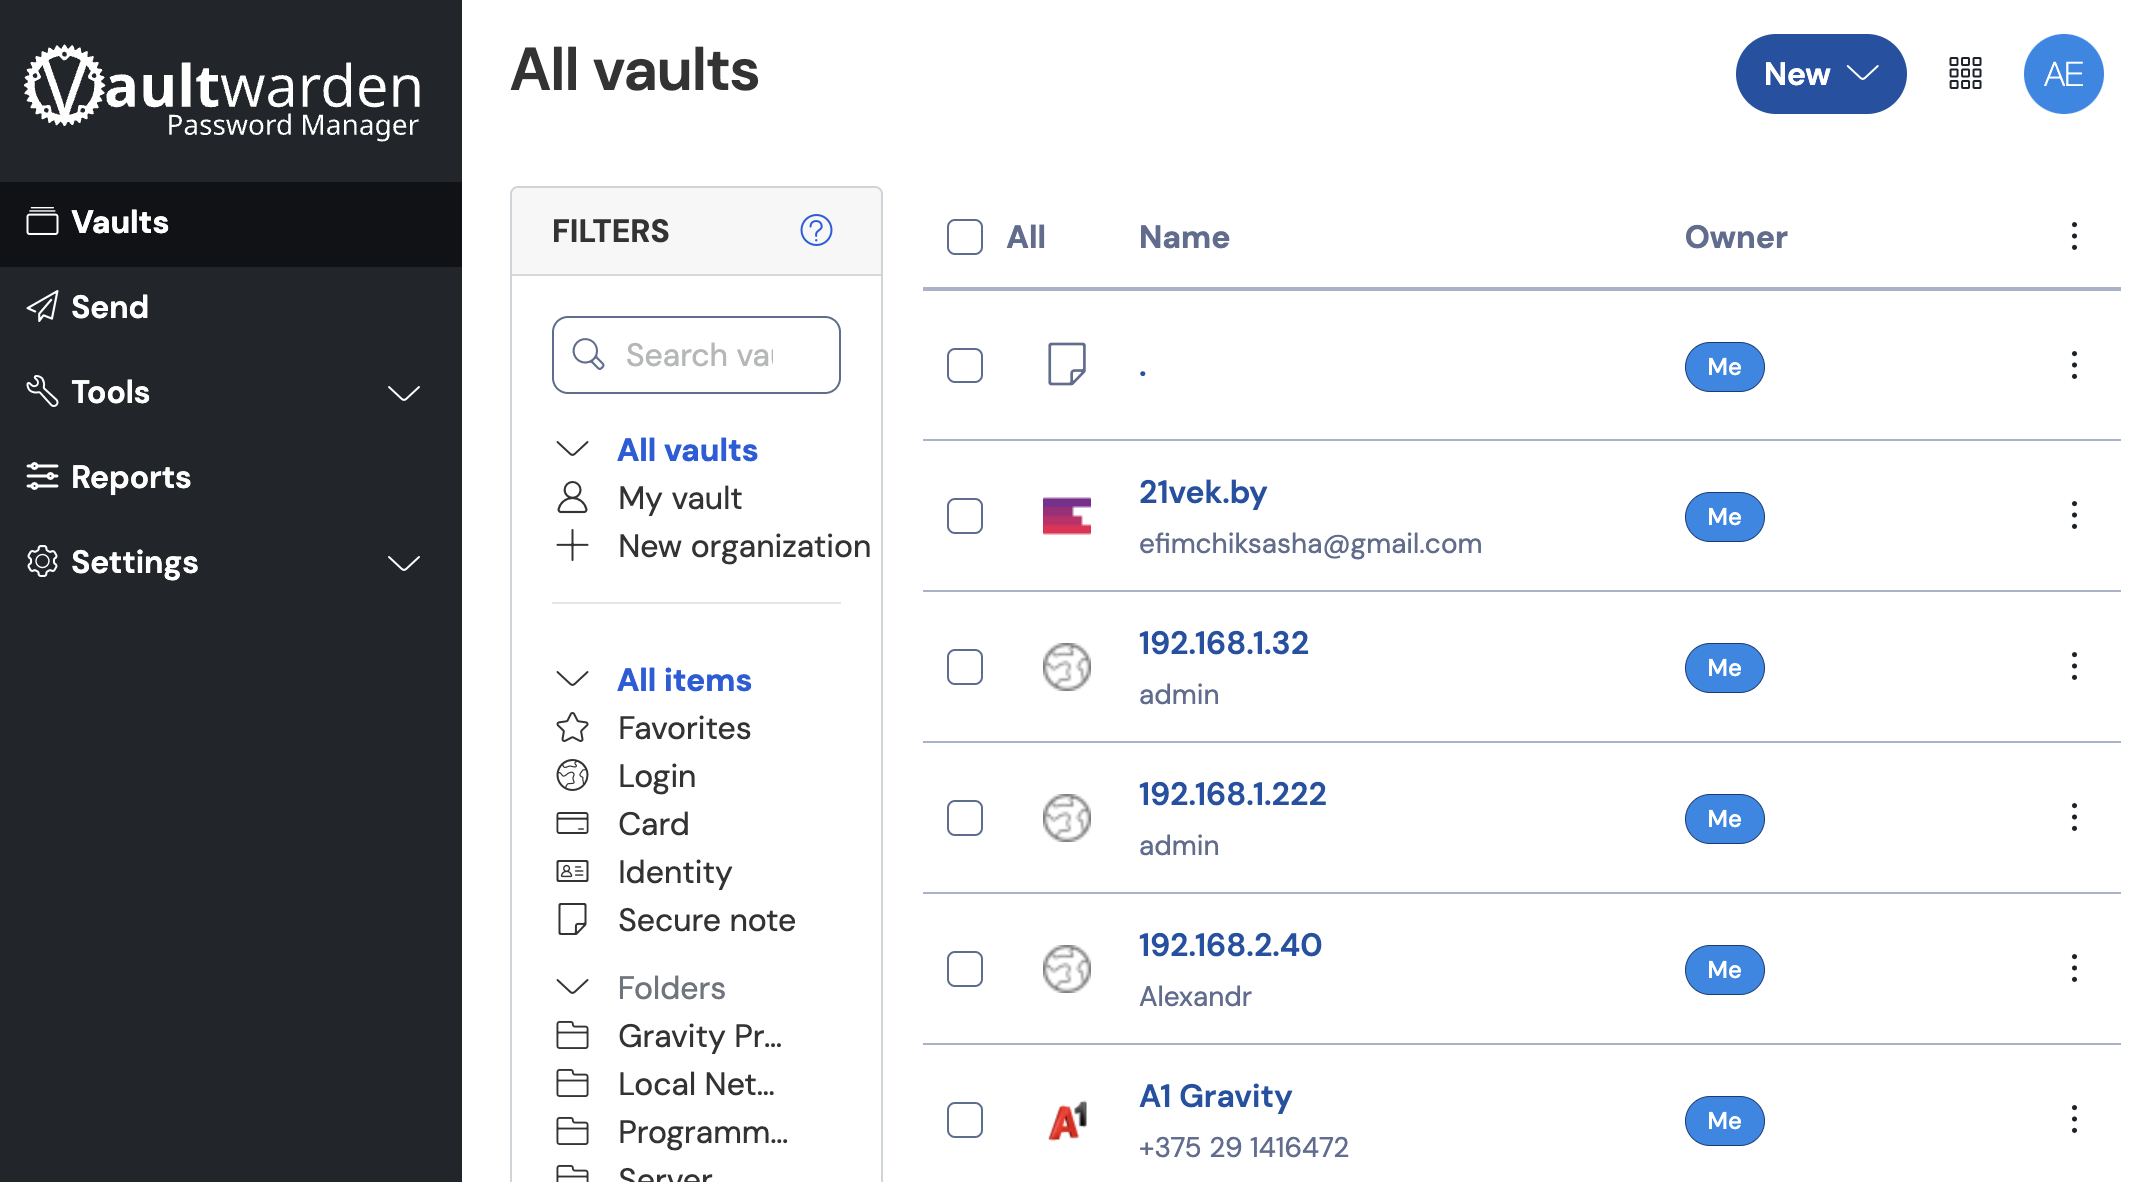 Vaultwarden
Password Manager
Vaults
Send
Tools
Reports
Settings
All vaults
New
AE
FILTERS
?
Search vau
All vaults
My vault
New organization
All items
Favorites
Login
Card
Identity
Secure note
Folders
Gravity Pr...
Local Net...
Programm...
Server
All Name Owner
. Me
21vek.by
efimchiksasha@gmail.com
Me
192.168.1.32
admin
Me
192.168.1.222
admin
Me
192.168.2.40
Alexandr
Me
A1
A1 Gravity
+375 29 1416472
Me